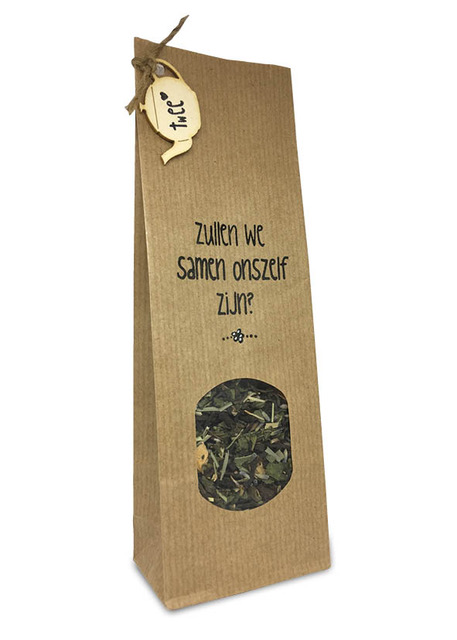 twee
zullen we
samen onszelf
zijn?